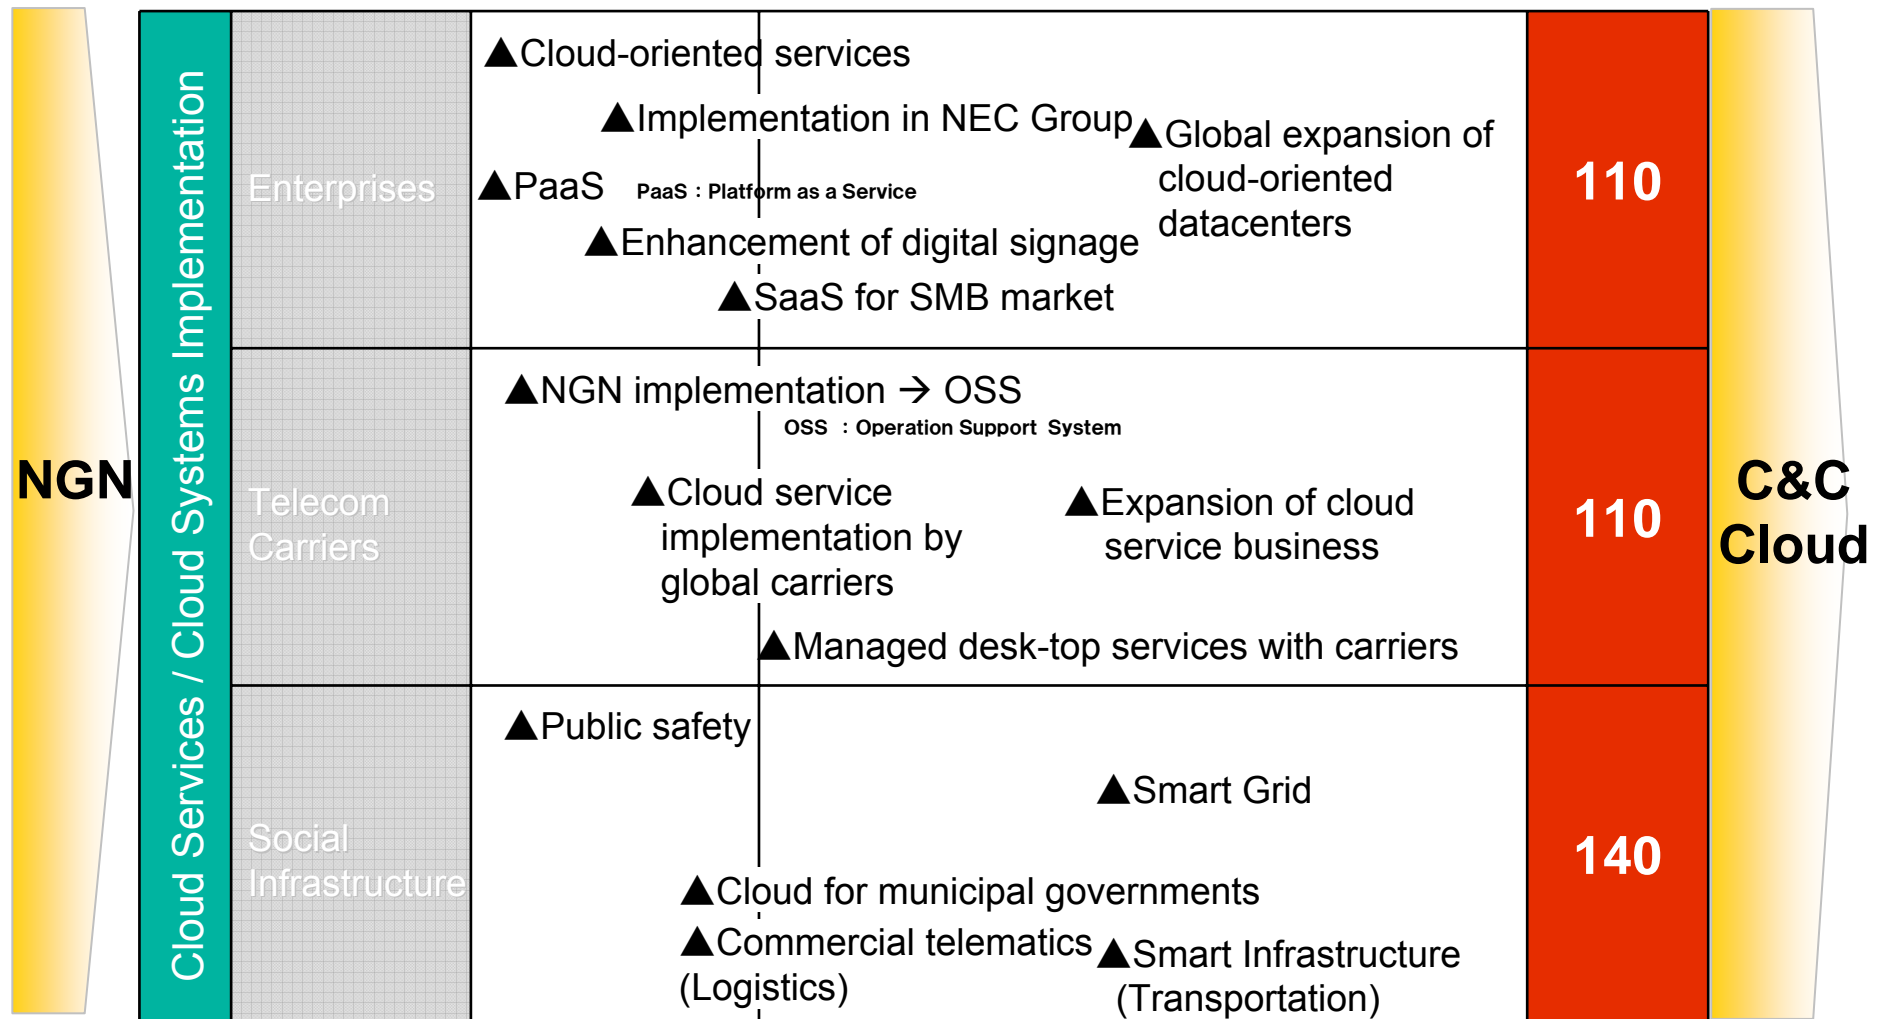 NGN
Cloud Services / Cloud Systems Implementation
Enterprises
▲Cloud-oriented services
▲Implementation in NEC Group
▲Global expansion of
cloud-oriented
datacenters
▲PaaS PaaS : Platform as a Service
▲Enhancement of digital signage
▲SaaS for SMB market
110
Telecom
Carriers
▲NGN implementation → OSS
OSS : Operation Support System
▲Cloud service
implementation by
global carriers
▲Expansion of cloud
service business
▲Managed desk-top services with carriers
110
Social
Infrastructure
▲Public safety
▲Smart Grid
▲Cloud for municipal governments
▲Commercial telematics
(Logistics)
▲Smart Infrastructure
(Transportation)
140
C&C
Cloud